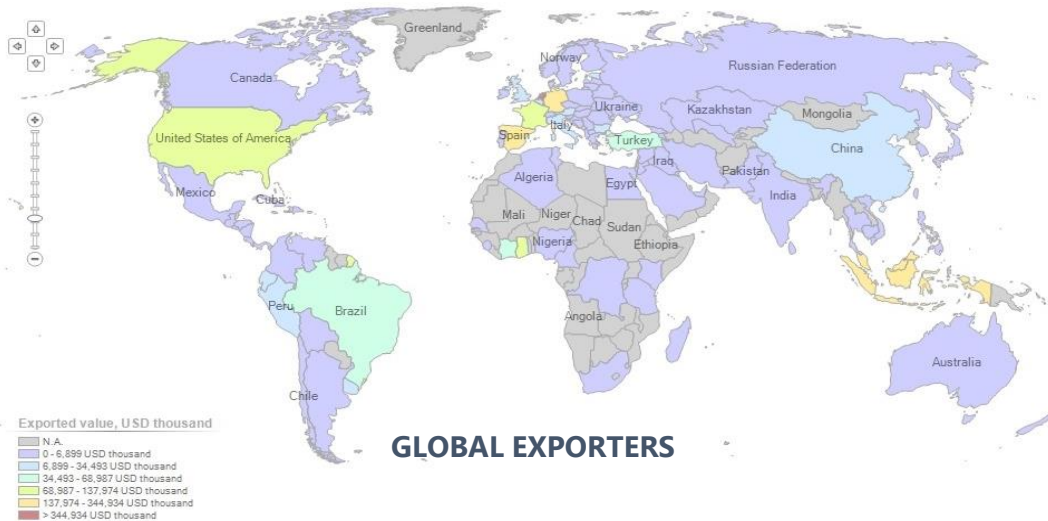 Greenland
Norway
Canada
Russian Federation
Ukraine
Kazakhstan
Mongolia
United States of America
Spain
Italy
Turkey
China
Iraq
Pakistan
Algeria
Egypt
India
Mexico
Cuba
Mali
Niger
Chad
Sudan
Nigeria
Ethiopia
Peru
Brazil
Angola
Australia
Chile
Exported value, USD thousand
N.A.
0 - 6,899 USD thousand
6,899 - 34,493 USD thousand
34,493 - 68,987 USD thousand
68,987 - 137,974 USD thousand
137,974 - 344,934 USD thousand
> 344,934 USD thousand
GLOBAL EXPORTERS